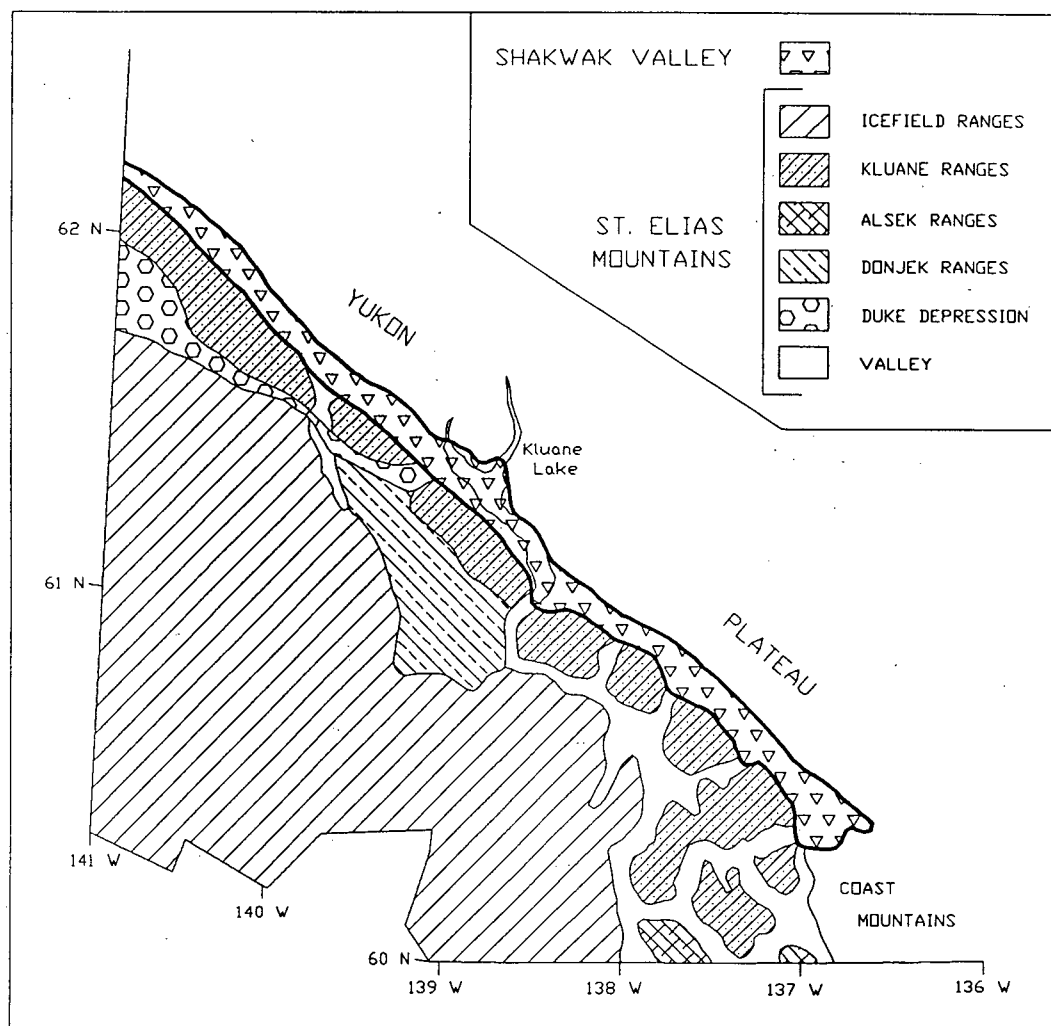 SHAKWAK VALLEY
ICEFIELD RANGES
KLUANE RANGES
ST. ELIAS
MOUNTAINS
ALSEK RANGES
DONJEK RANGES
DUKE DEPRESSION
VALLEY
62 N
YUKON
Kluane
Lake
61 N
PLATEAU
141 W
140 W
COAST
MOUNTAINS
60 N
139 W
138 W
137 W
136 W